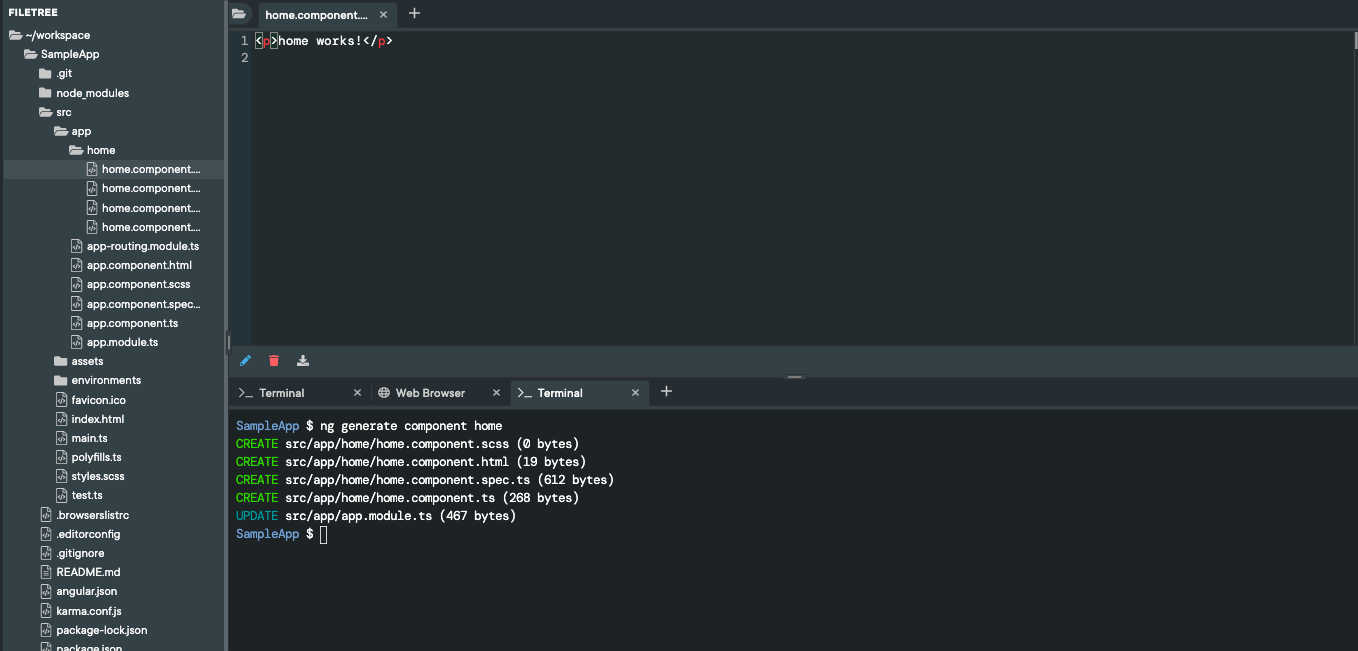 FILETREE
~/workspace
SampleApp
.git
node_modules
src
app
home
home.component....
home.component....
home.component....
home.component....
app-routing.module.ts
app.component.html
app.component.scss
app.component.spec...
app.component.ts
app.module.ts
assets
environments
favicon.ico
index.html
main.ts
polyfills.ts
styles.scss
test.ts
.browserslistrc
.editorconfig
.gitignore
README.md
angular.json
karma.conf.js
package-lock.json
package.json
home.component....
1 <p>home works!</p>
2
Terminal Web Browser Terminal
SampleApp $ ng generate component home
CREATE src/app/home/home.component.scss (0 bytes)
CREATE src/app/home/home.component.html (19 bytes)
CREATE src/app/home/home.component.spec.ts (612 bytes)
CREATE src/app/home/home.component.ts (268 bytes)
UPDATE src/app/app.module.ts (467 bytes)
SampleApp $